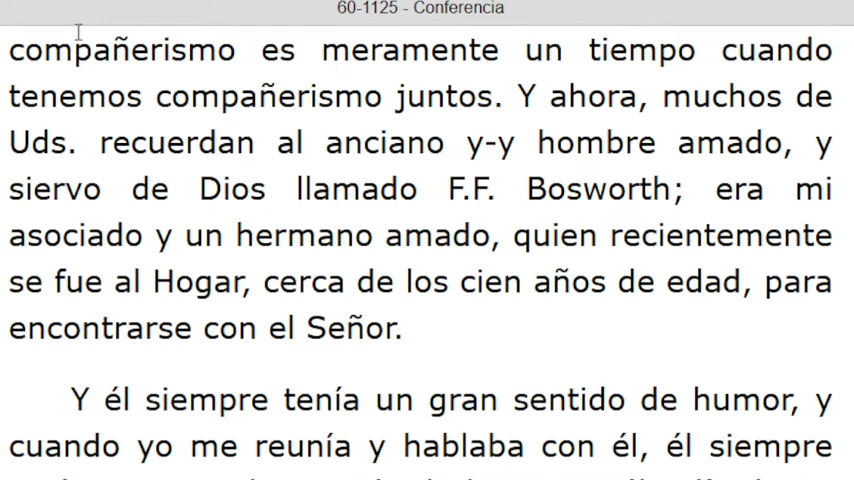 60-1125 - Conferencia
compañerismo es meramente un tiempo cuando
tenemos compañerismo juntos. Y ahora, muchos de
Uds. recuerdan al anciano y-y hombre amado, y
siervo de Dios llamado F.F. Bosworth; era mi
asociado y un hermano amado, quien recientemente
se fue al Hogar, cerca de los cien años de edad, para
encontrarse con el Señor.
Y él siempre tenía un gran sentido de humor, y
cuando yo me reunía y hablaba con él, él siempre